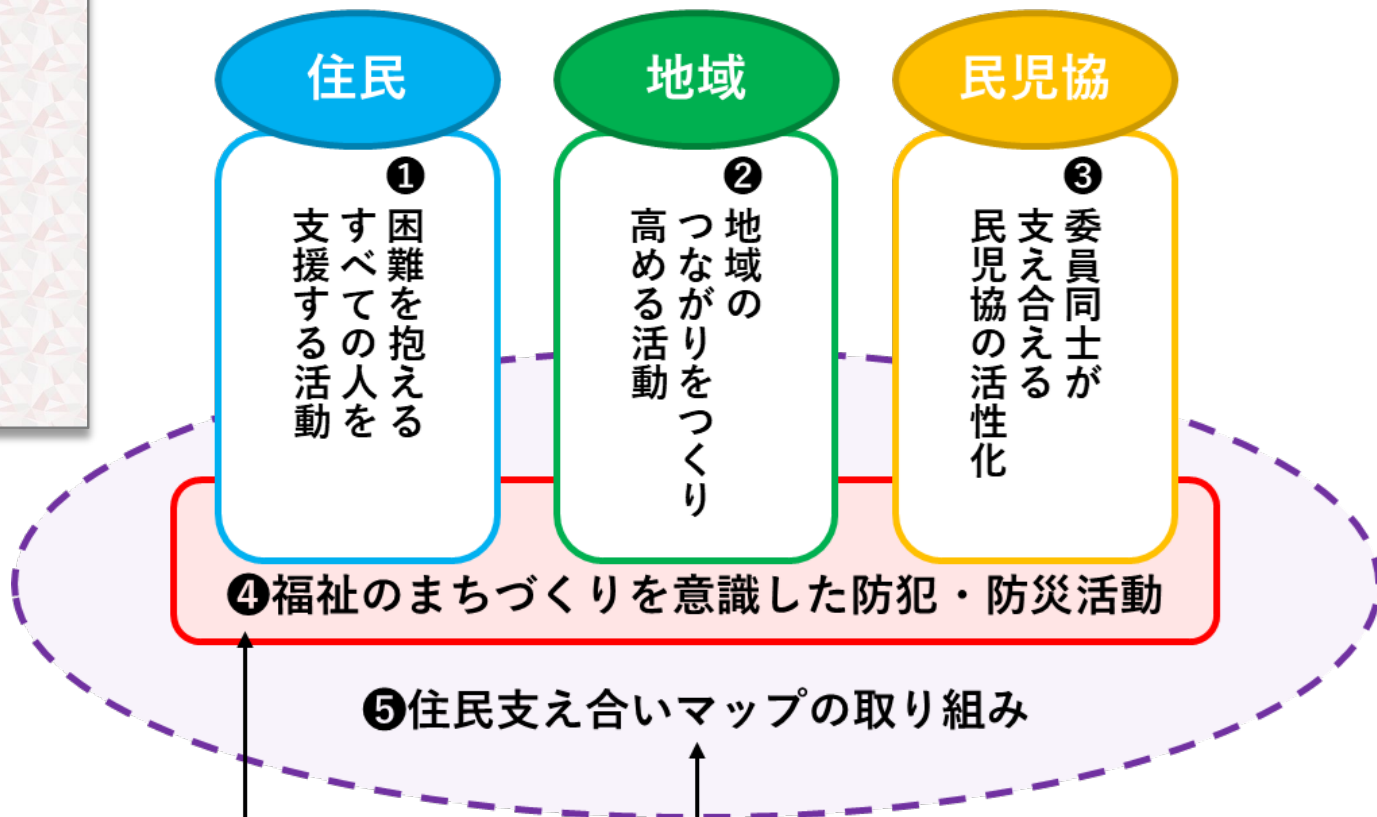 住民
❶
困難を抱える
すべての人を
支援する活動
地域
❷
地域の
つながりをつくり
高める活動
民児協
❸
委員同士が
支え合える
民児協の活性化
❹福祉のまちづくりを意識した防犯・防災活動
❺住民支え合いマップの取り組み